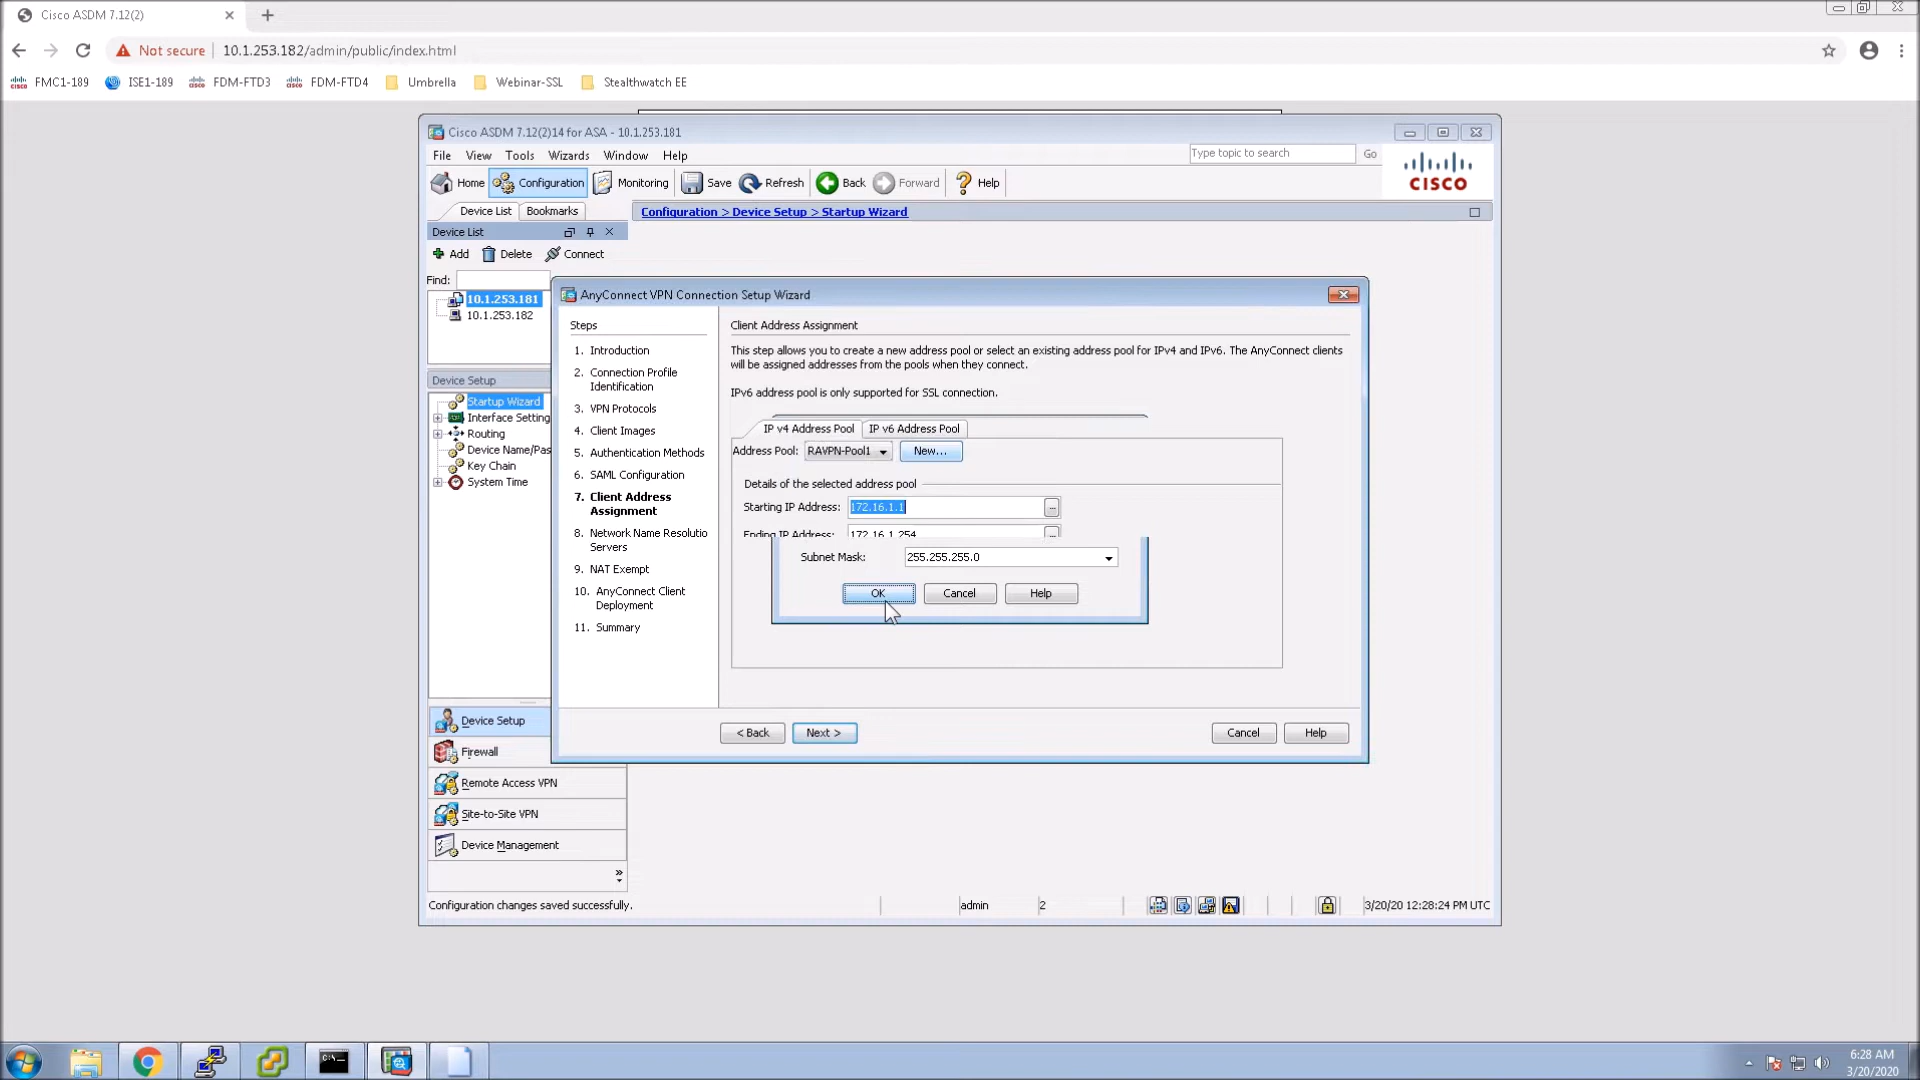 Cisco ASDM 7.12(2)
Not secure | 10.1.253.182/admin/public/index.html
FMC1-189 ISE1-189 FDM-FTD3 FDM-FTD4 Umbrella Webinar-SSL Stealthwatch EE
Cisco ASDM 7.12(2)14 for ASA - 10.1.253.181
File View Tools Wizards Window Help
Type topic to search Go
Home Configuration Monitoring Save Refresh Back Forward Help
CISCO
Device List Bookmarks
Configuration > Device Setup > Startup Wizard
Device List
Add Delete Connect
Find:
10.1.253.181
10.1.253.182
Device Setup
Startup Wizard
Interface Setting
Routing
Device Name/Pas
Key Chain
System Time
Device Setup
Firewall
Remote Access VPN
Site-to-Site VPN
Device Management
AnyConnect VPN Connection Setup Wizard
Steps
1. Introduction
2. Connection Profile
Identification
3. VPN Protocols
4. Client Images
5. Authentication Methods
6. SAML Configuration
7. Client Address
Assignment
8. Network Name Resolutio
Servers
9. NAT Exempt
10. AnyConnect Client
Deployment
11. Summary
Client Address Assignment
This step allows you to create a new address pool or select an existing address pool for IPv4 and IPv6. The AnyConnect clients
will be assigned addresses from the pools when they connect.
IPv6 address pool is only supported for SSL connection.
IP v4 Address Pool IP v6 Address Pool
Address Pool: RAVPN-Pool1 New...
Details of the selected address pool
Starting IP Address: 172.16.1.1 ...
Ending IP Address: 172.16.1.254 ...
Subnet Mask: 255.255.255.0
OK Cancel Help
< Back Next > Cancel Help
Configuration changes saved successfully. admin 2 3/20/20 12:28:24 PM UTC
C:\_
6:28 AM
3/20/2020